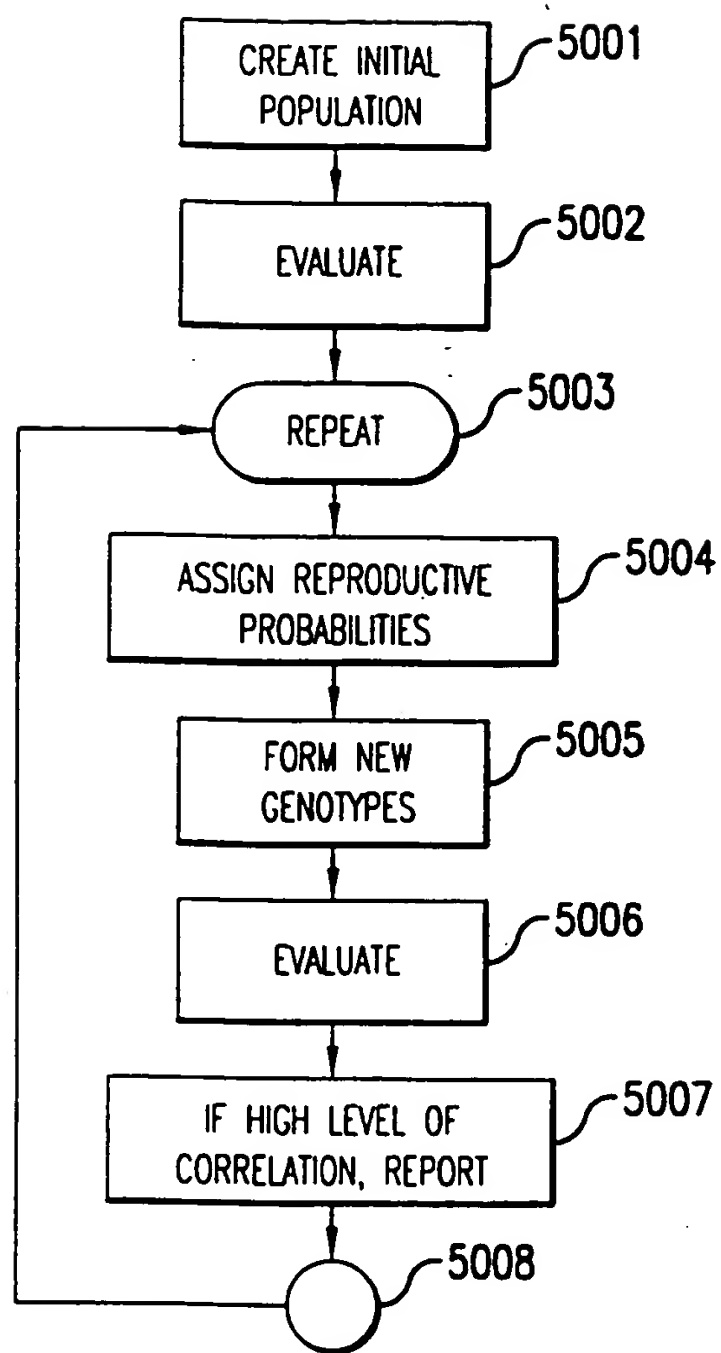 CREATE INITIAL
POPULATION
5001
EVALUATE
5002
REPEAT
5003
ASSIGN REPRODUCTIVE
PROBABILITIES
5004
FORM NEW
GENOTYPES
5005
EVALUATE
5006
IF HIGH LEVEL OF
CORRELATION, REPORT
5007
5008